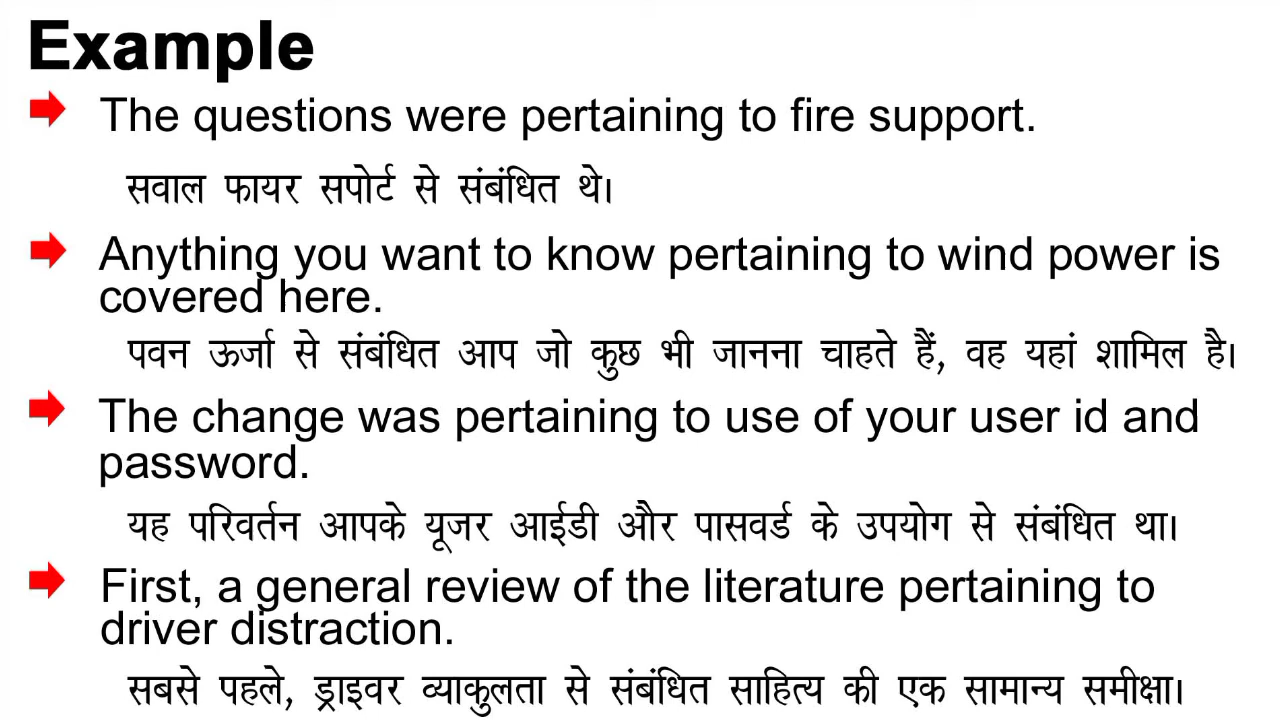 Example
The questions were pertaining to fire support.
सवाल फायर सपोर्ट से संबंधित थे।
Anything you want to know pertaining to wind power is
covered here.
पवन ऊर्जा से संबंधित आप जो कुछ भी जानना चाहते हैं, वह यहां शामिल है।
The change was pertaining to use of your user id and
password.
यह परिवर्तन आपके यूजर आईडी और पासवर्ड के उपयोग से संबंधित था।
First, a general review of the literature pertaining to
driver distraction.
सबसे पहले, ड्राइवर व्याकुलता से संबंधित साहित्य की एक सामान्य समीक्षा।